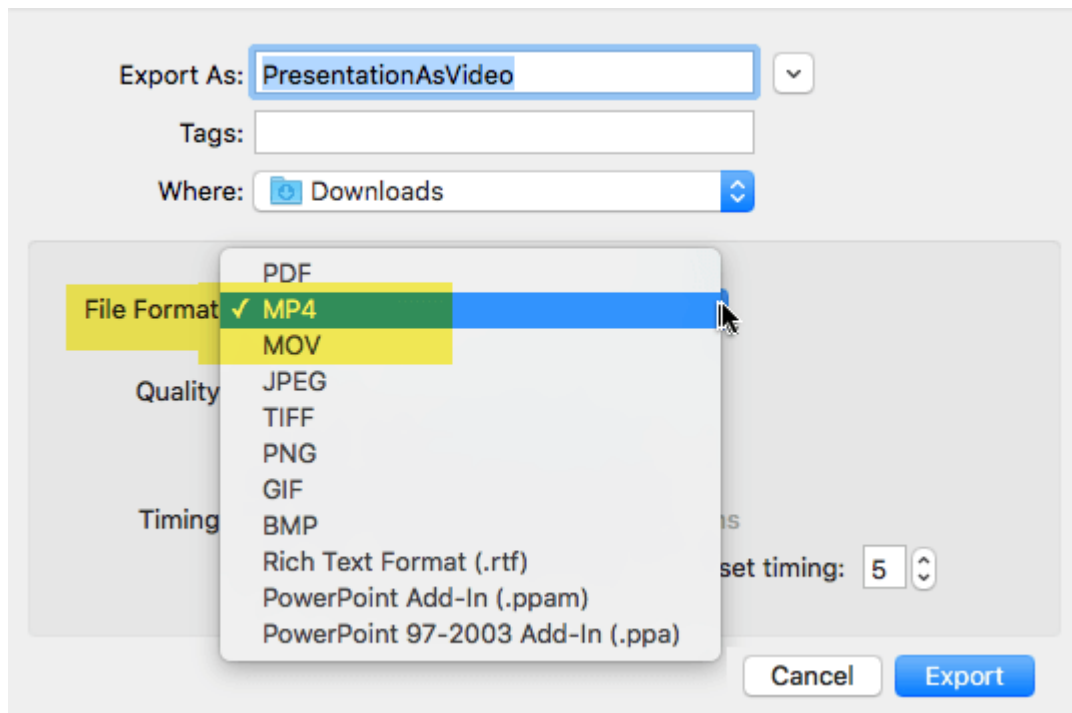 Export As: PresentationAsVideo
Tags:
Where: Downloads
PDF
File Format ✓ MP4
MOV
Quality
JPEG
TIFF
PNG
GIF
Timing
BMP
Rich Text Format (.rtf)
set timing: 5
PowerPoint Add-In (.ppam)
PowerPoint 97-2003 Add-In (.ppa)
Cancel Export